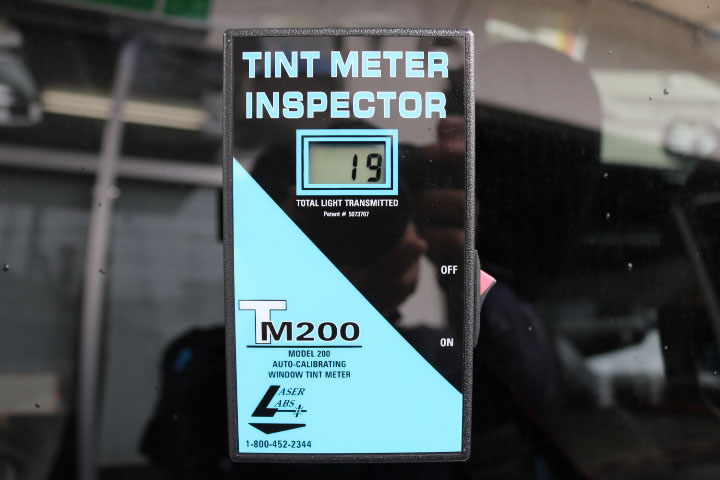 TINT METER
INSPECTOR
19
TOTAL LIGHT TRANSMITTED
Patent # 5073707
OFF
ON
TM200
MODEL 200
AUTO-CALIBRATING
WINDOW TINT METER
LASER
LABS
1-800-452-2344